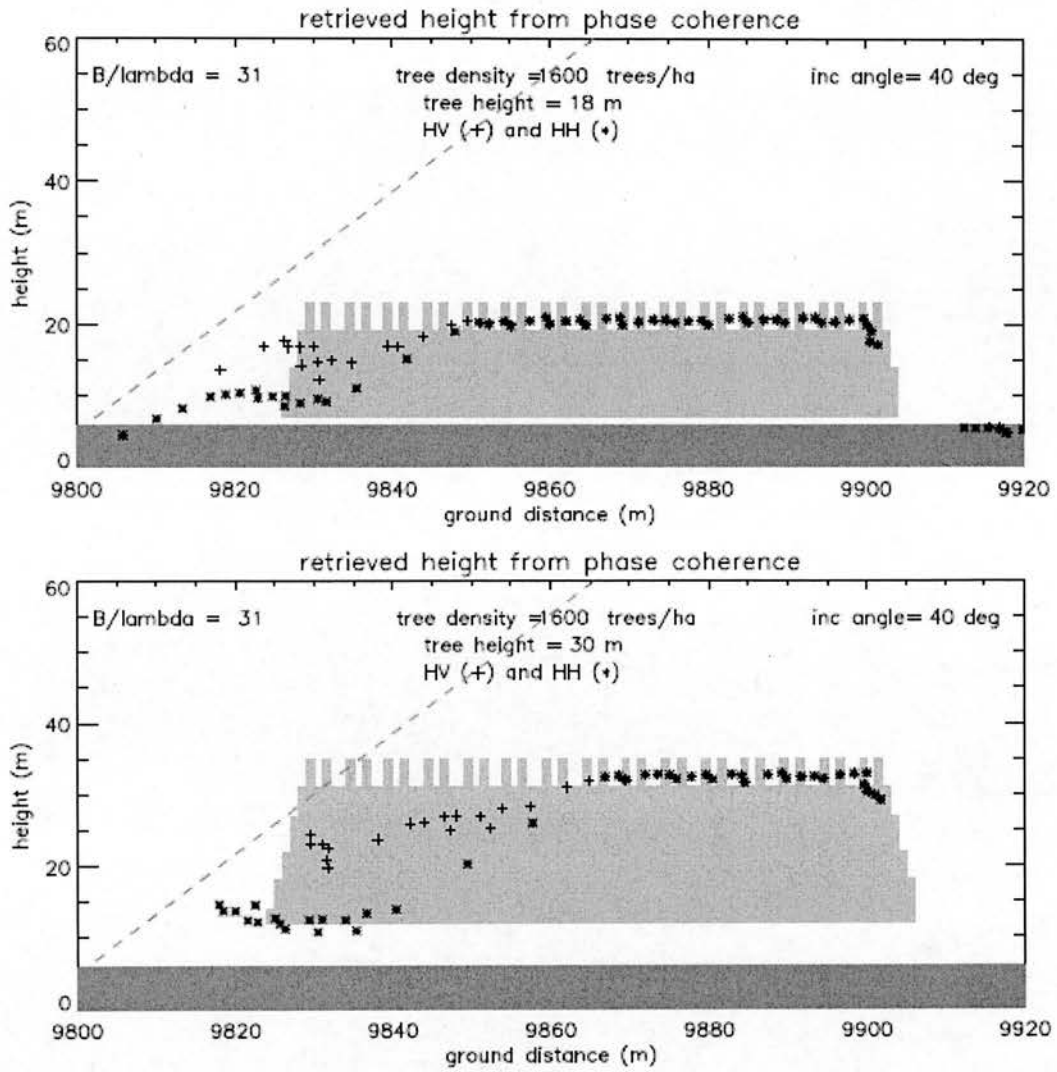 retrieved height from phase coherence
60
B/lambda = 31 tree density =1600 trees/ha inc angle= 40 deg
tree height = 18 m
HV (+) and HH (*)
40
height (m)
20
0
9800 9820 9840 9860 9880 9900 9920
ground distance (m)
retrieved height from phase coherence
60
B/lambda = 31 tree density =1600 trees/ha inc angle= 40 deg
tree height = 30 m
HV (+) and HH (*)
40
height (m)
20
0
9800 9820 9840 9860 9880 9900 9920
ground distance (m)